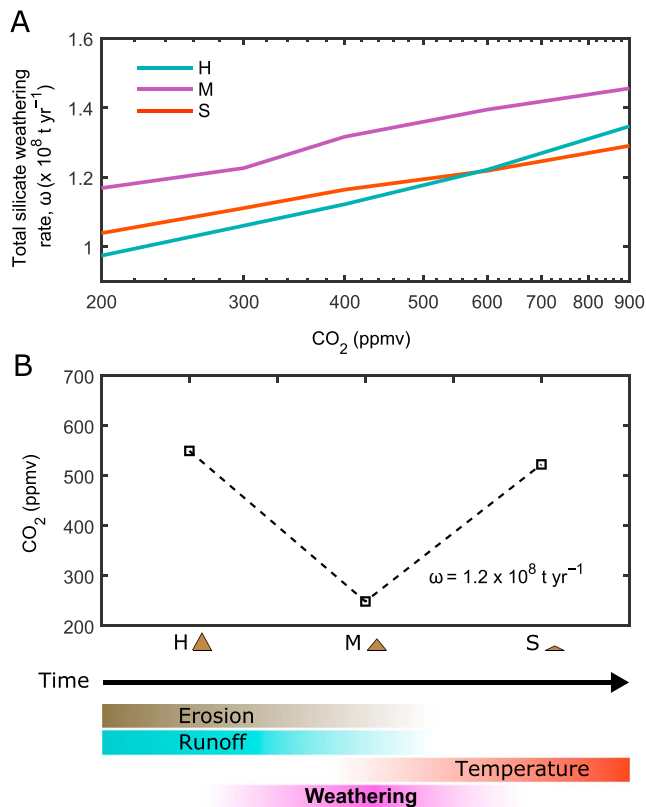 A
Total silicate weathering
rate, ω (x 10⁸ t yr⁻¹)
1.6
1.4
1.2
1
H
M
S
200 300 400 500 600 700 800 900
CO₂ (ppmv)
B
CO₂ (ppmv)
700
600
500
400
300
200
ω = 1.2 x 10⁸ t yr⁻¹
H M S
Time
Erosion
Runoff
Temperature
Weathering